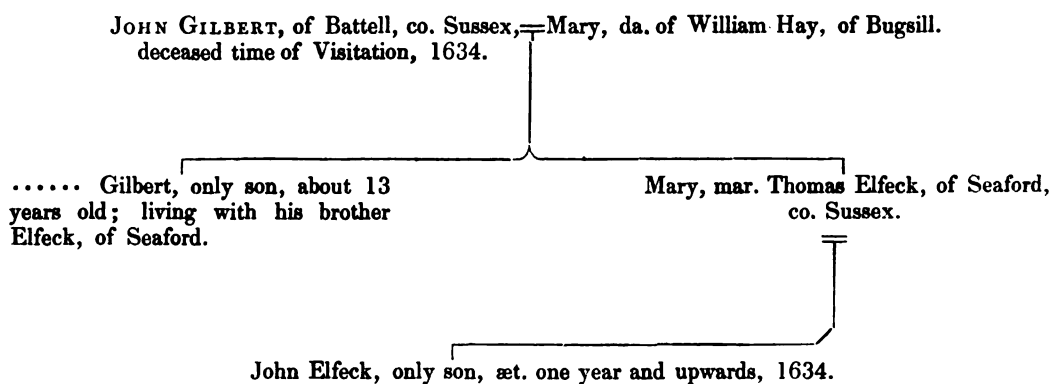 JOHN GILBERT, of Battell, co. Sussex,═Mary, da. of William Hay, of Bugsill.
deceased time of Visitation, 1634.
...... Gilbert, only son, about 13
years old; living with his brother
Elfeck, of Seaford.
Mary, mar. Thomas Elfeck, of Seaford,
co. Sussex.
John Elfeck, only son, æt. one year and upwards, 1634.